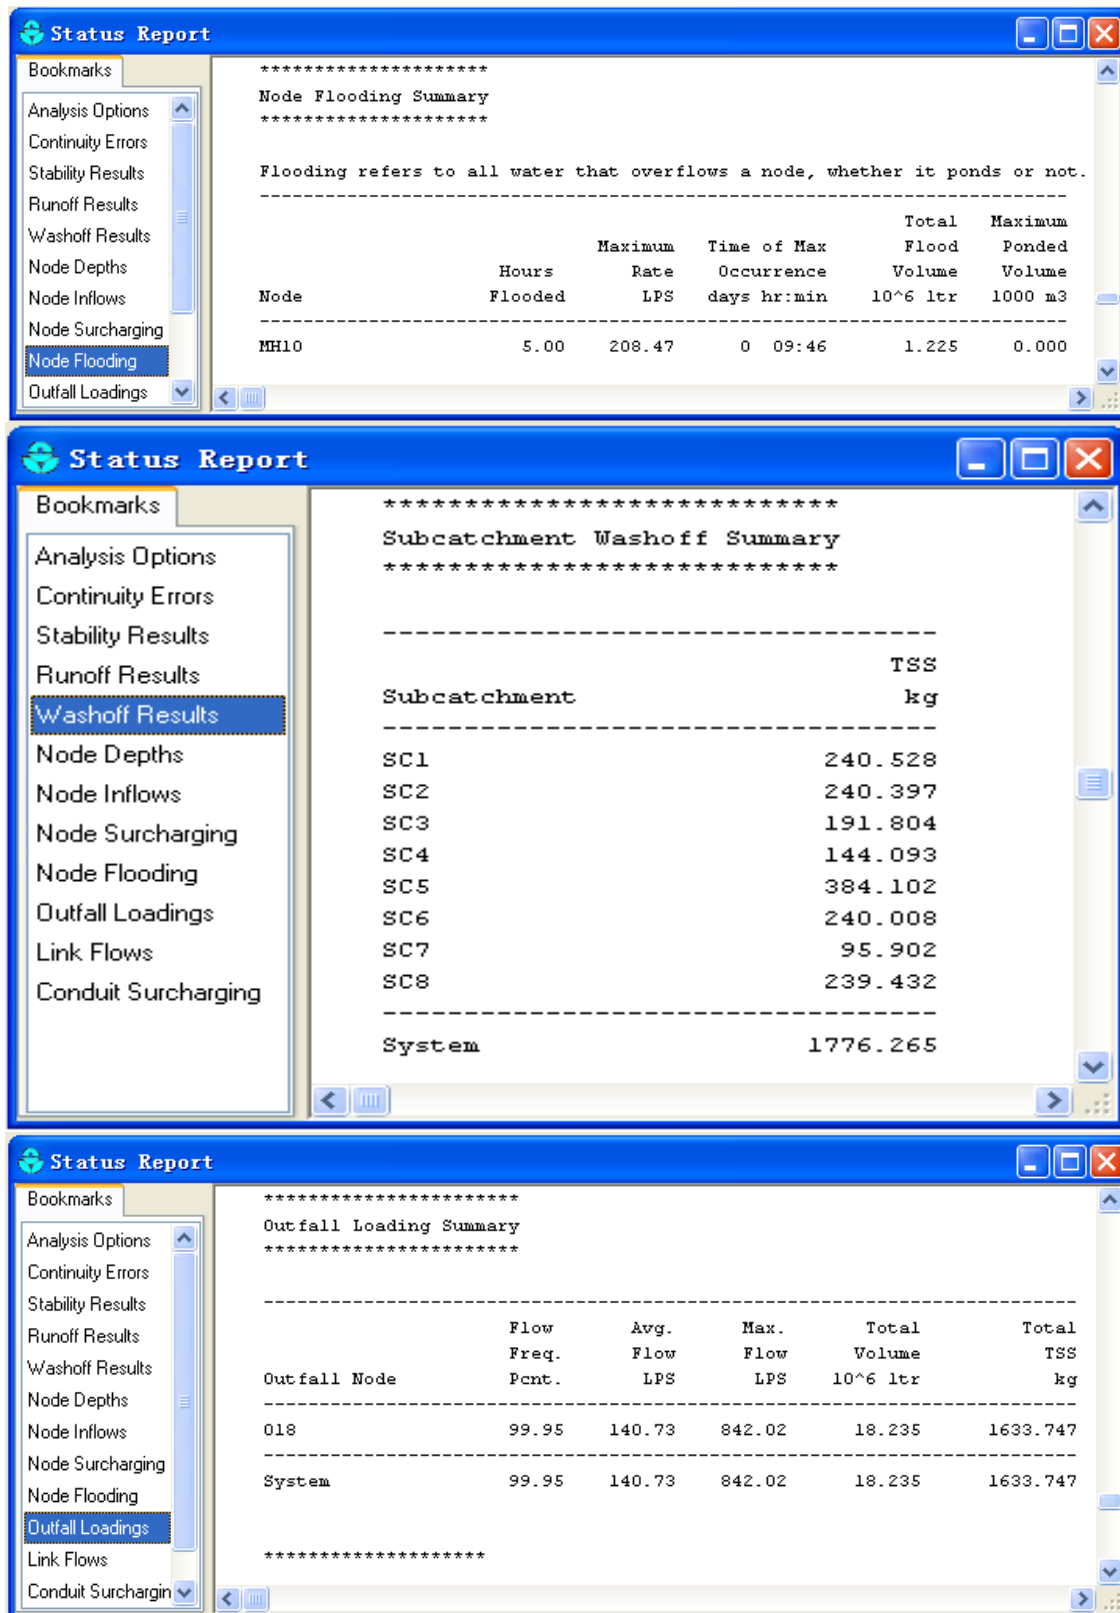 Status Report
Bookmarks
Analysis Options
Continuity Errors
Stability Results
Runoff Results
Washoff Results
Node Depths
Node Inflows
Node Surcharging
Node Flooding
Outfall Loadings
*********************
Node Flooding Summary
*********************
Flooding refers to all water that overflows a node, whether it ponds or not.
--------------------------------------------------------------------------
Total Maximum
Maximum Time of Max Flood Ponded
Hours Rate Occurrence Volume Volume
Node Flooded LPS days hr:min 10^6 ltr 1000 m3
--------------------------------------------------------------------------
MH10 5.00 208.47 0 09:46 1.225 0.000
Status Report
Bookmarks
Analysis Options
Continuity Errors
Stability Results
Runoff Results
Washoff Results
Node Depths
Node Inflows
Node Surcharging
Node Flooding
Outfall Loadings
Link Flows
Conduit Surcharging
****************************
Subcatchment Washoff Summary
****************************
----------------------------------
TSS
Subcatchment kg
----------------------------------
SC1 240.528
SC2 240.397
SC3 191.804
SC4 144.093
SC5 384.102
SC6 240.008
SC7 95.902
SC8 239.432
----------------------------------
System 1776.265
Status Report
Bookmarks
Analysis Options
Continuity Errors
Stability Results
Runoff Results
Washoff Results
Node Depths
Node Inflows
Node Surcharging
Node Flooding
Outfall Loadings
Link Flows
Conduit Surchargin
***********************
Outfall Loading Summary
***********************
--------------------------------------------------------------------------
Flow Avg. Max. Total Total
Freq. Flow Flow Volume TSS
Outfall Node Pcnt. LPS LPS 10^6 ltr kg
--------------------------------------------------------------------------
O18 99.95 140.73 842.02 18.235 1633.747
--------------------------------------------------------------------------
System 99.95 140.73 842.02 18.235 1633.747
********************